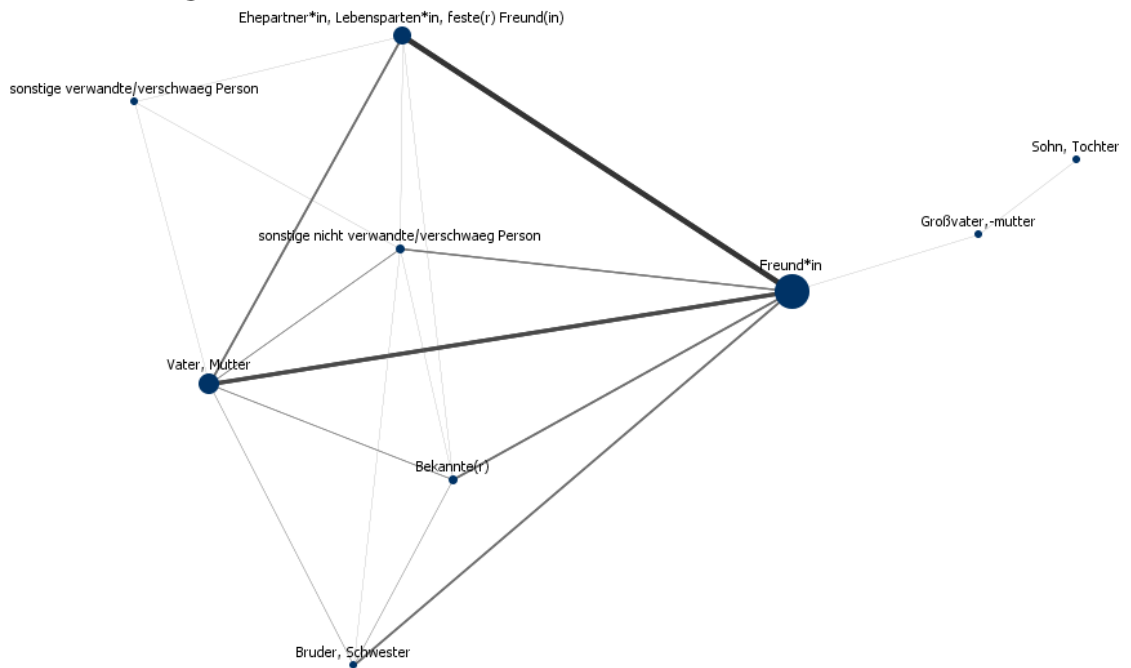 Ehepartner*in, Lebensparten*in, feste(r) Freund(in)
sonstige verwandte/verschwaeg Person
Sohn, Tochter
Großvater,-mutter
sonstige nicht verwandte/verschwaeg Person
Freund*in
Vater, Mutter
Bekannte(r)
Bruder, Schwester